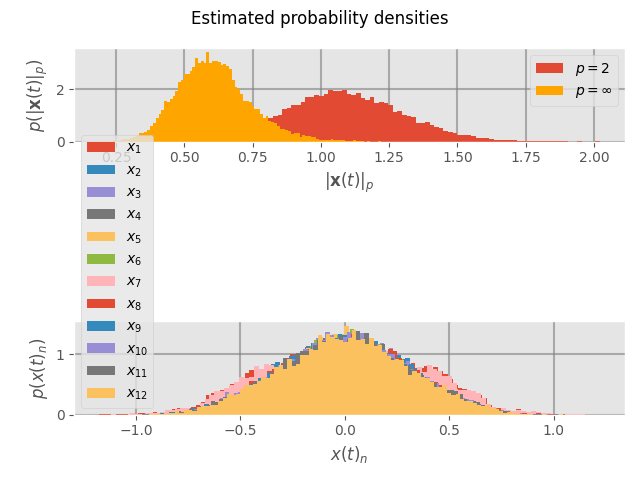 Estimated probability densities
p(|x(t)|ₚ)
2
0
p = 2
p = ∞
0.25 0.50 0.75 1.00 1.25 1.50 1.75 2.00
|x(t)|ₚ
x₁
x₂
x₃
x₄
x₅
x₆
x₇
x₈
x₉
x₁₀
x₁₁
x₁₂
p(x(t)ₙ)
1
0
−1.0 −0.5 0.0 0.5 1.0
x(t)ₙ